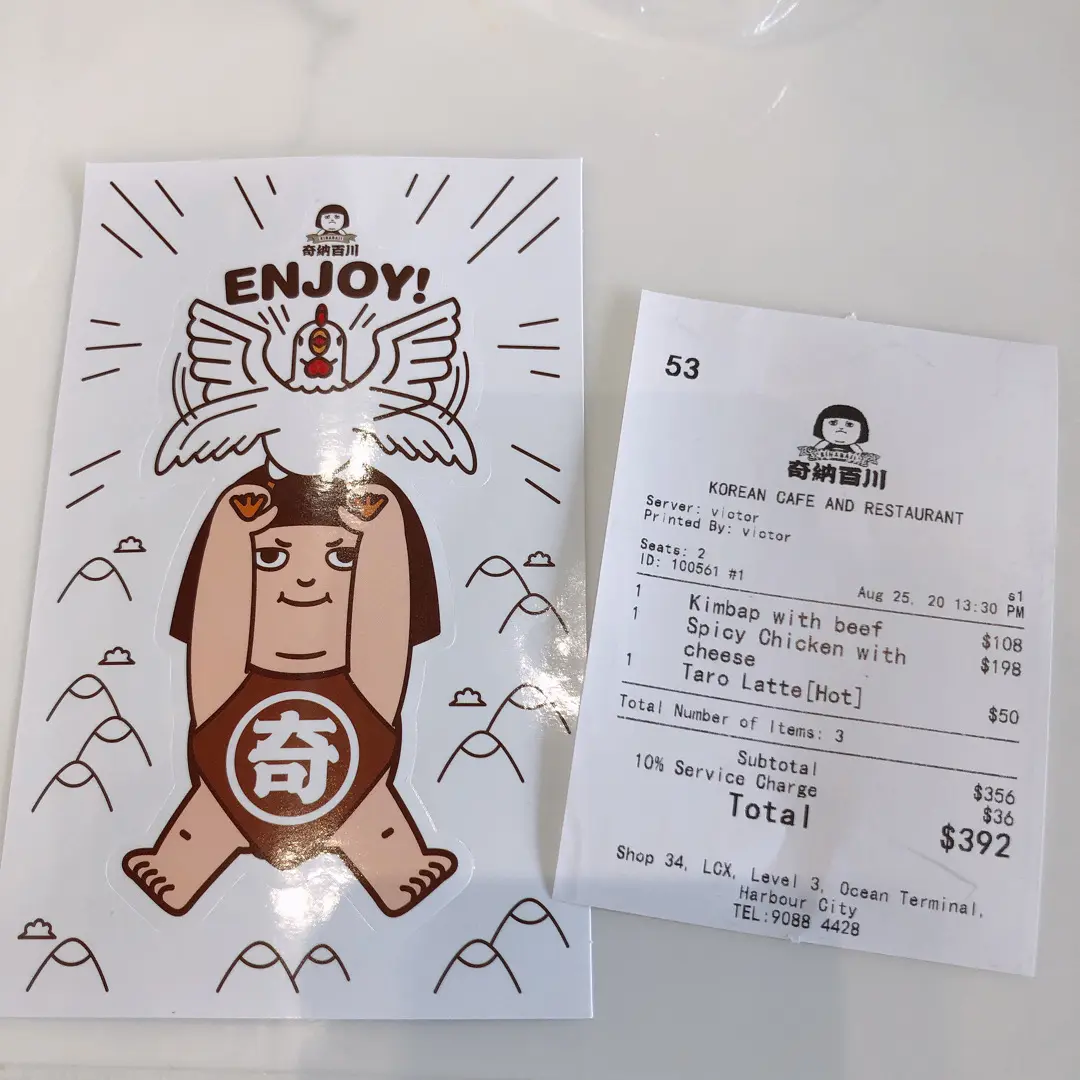 KINARAJI
奇納百川
ENJOY!
奇
53
KINARAJI
奇納百川
KOREAN CAFE AND RESTAURANT
Server: victor
Printed By: victor
Seats: 2
ID: 100561 #1
s1
Aug 25, 20 13:30 PM
1 Kimbap with beef $108
1 Spicy Chicken with $198
cheese
1 Taro Latte[Hot] $50
Total Number of Items: 3
Subtotal $356
10% Service Charge $36
Total $392
Shop 34, LCX, Level 3, Ocean Terminal,
Harbour City
TEL:9088 4428